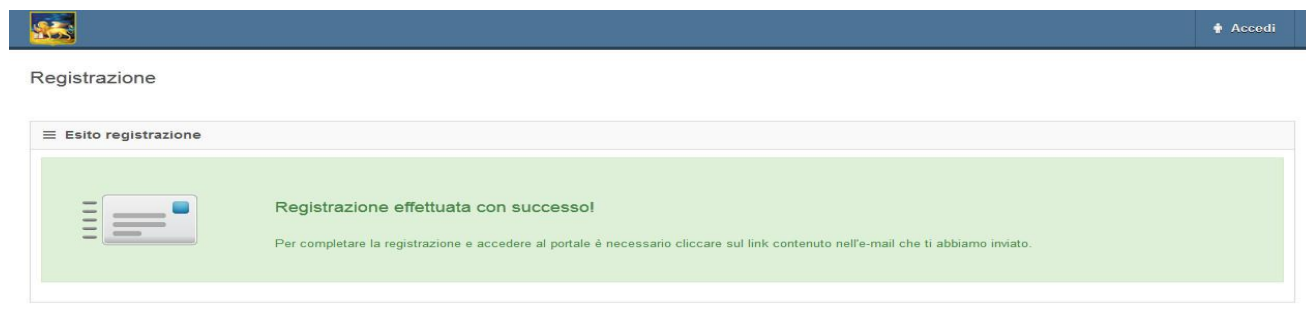 Accedi
Registrazione
Esito registrazione
Registrazione effettuata con successo!
Per completare la registrazione e accedere al portale è necessario cliccare sul link contenuto nell'e-mail che ti abbiamo inviato.